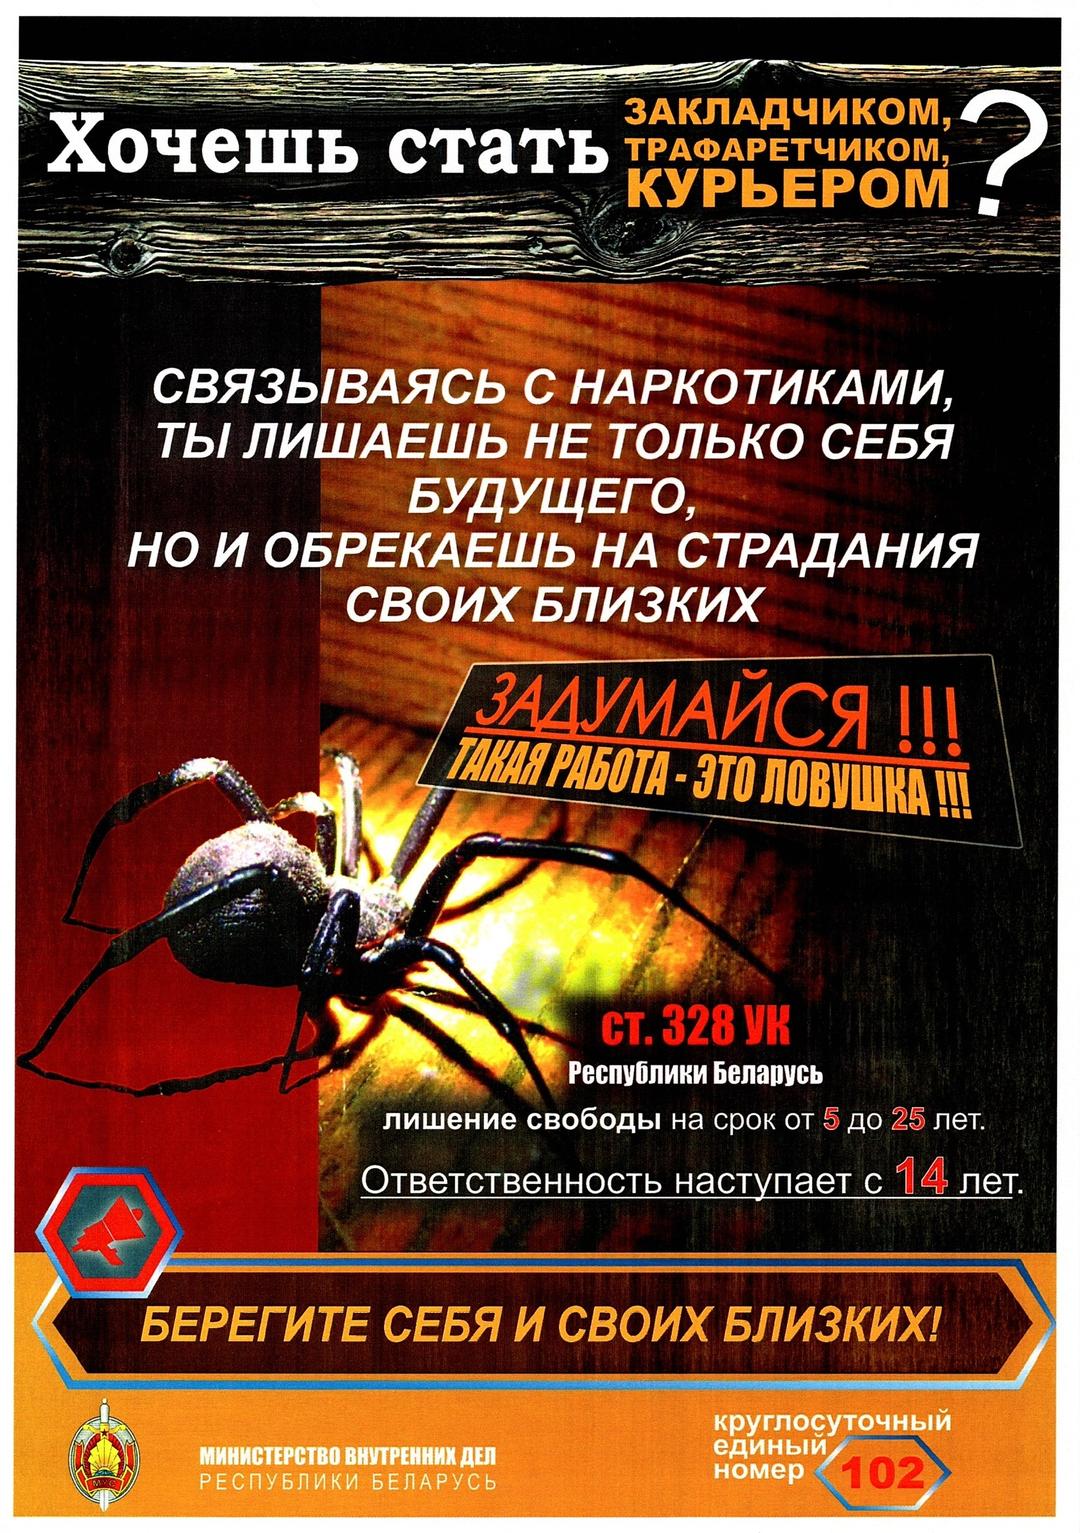 Хочешь стать
ЗАКЛАДЧИКОМ,
ТРАФАРЕТЧИКОМ,
КУРЬЕРОМ
?
СВЯЗЫВАЯСЬ С НАРКОТИКАМИ,
ТЫ ЛИШАЕШЬ НЕ ТОЛЬКО СЕБЯ
БУДУЩЕГО,
НО И ОБРЕКАЕШЬ НА СТРАДАНИЯ
СВОИХ БЛИЗКИХ
ЗАДУМАЙСЯ !!!
ТАКАЯ РАБОТА - ЭТО ЛОВУШКА !!!
ст. 328 УК
Республики Беларусь
лишение свободы на срок от 5 до 25 лет.
Ответственность наступает с 14 лет.
БЕРЕГИТЕ СЕБЯ И СВОИХ БЛИЗКИХ!
МУС
МИНИСТЕРСТВО ВНУТРЕННИХ ДЕЛ
РЕСПУБЛИКИ БЕЛАРУСЬ
круглосуточный
единый
номер 102